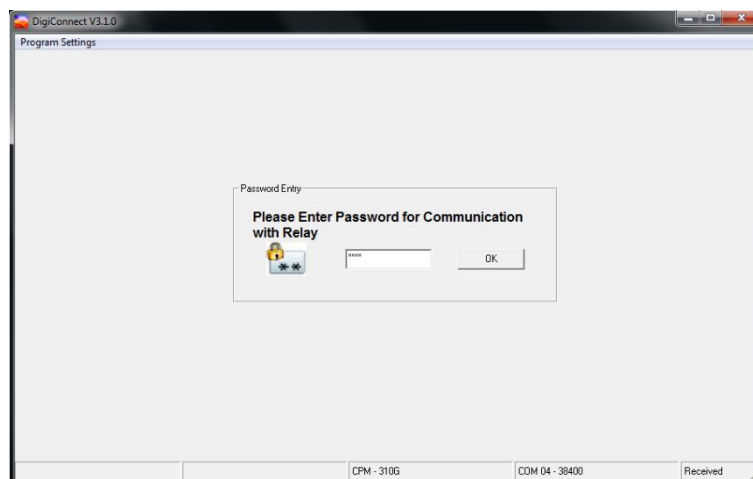 DigiConnect V3.1.0
Program Settings
Password Entry
Please Enter Password for Communication
with Relay
**
****
OK
CPM - 310G
COM 04 - 38400
Received